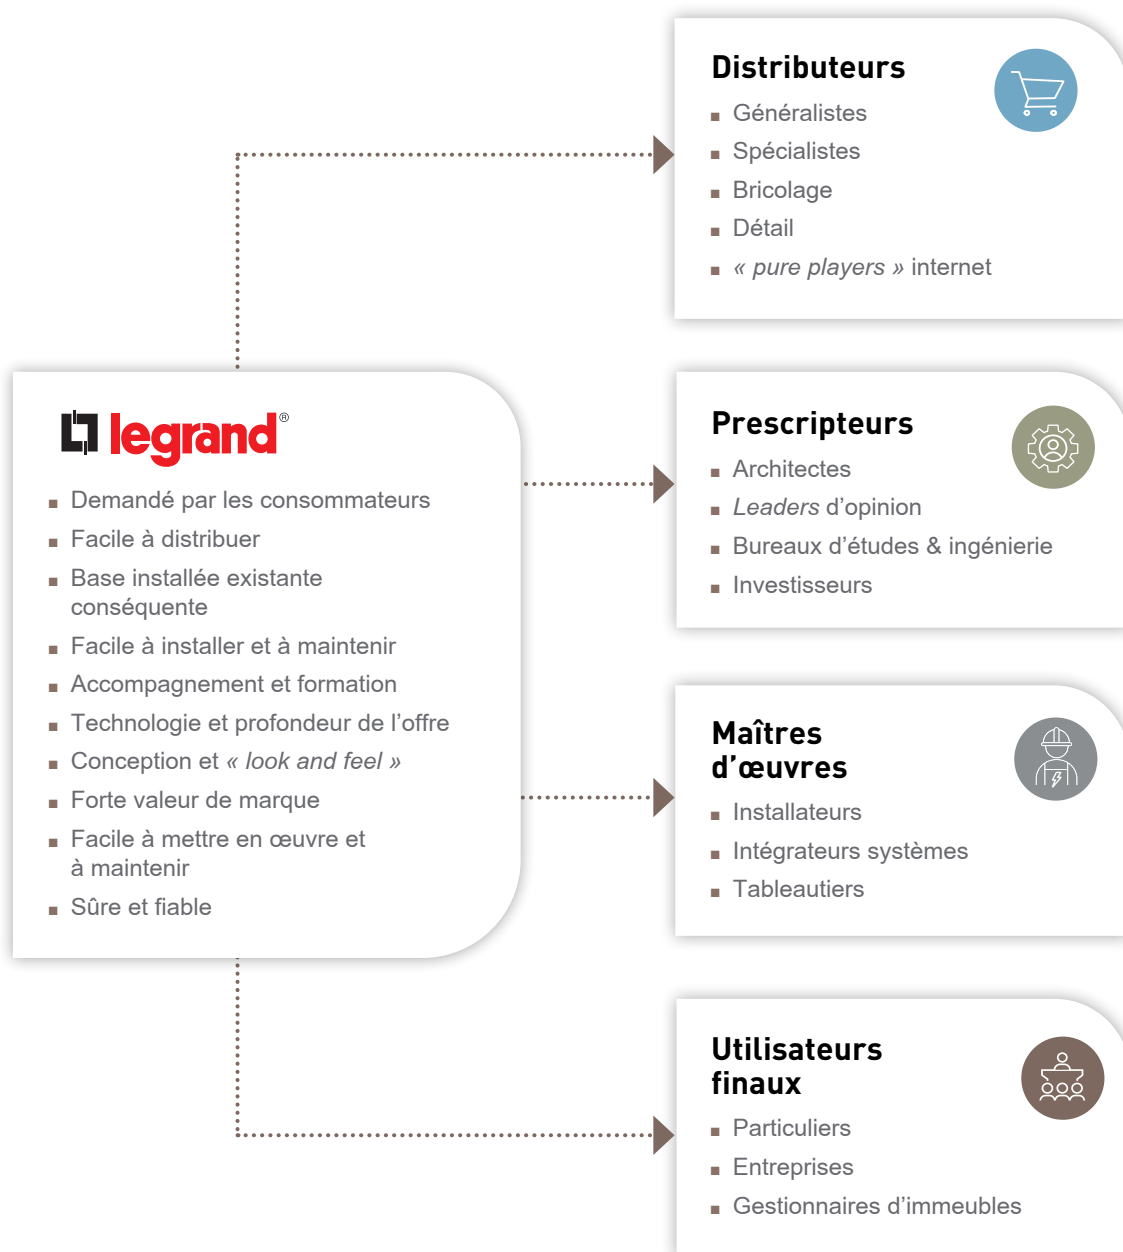 legrand®
■ Demandé par les consommateurs
■ Facile à distribuer
■ Base installée existante
conséquente
■ Facile à installer et à maintenir
■ Accompagnement et formation
■ Technologie et profondeur de l’offre
■ Conception et « look and feel »
■ Forte valeur de marque
■ Facile à mettre en œuvre et
à maintenir
■ Sûre et fiable
Distributeurs
■ Généralistes
■ Spécialistes
■ Bricolage
■ Détail
■ « pure players » internet
Prescripteurs
■ Architectes
■ Leaders d’opinion
■ Bureaux d’études & ingénierie
■ Investisseurs
Maîtres
d’œuvres
■ Installateurs
■ Intégrateurs systèmes
■ Tableautiers
Utilisateurs
finaux
■ Particuliers
■ Entreprises
■ Gestionnaires d’immeubles